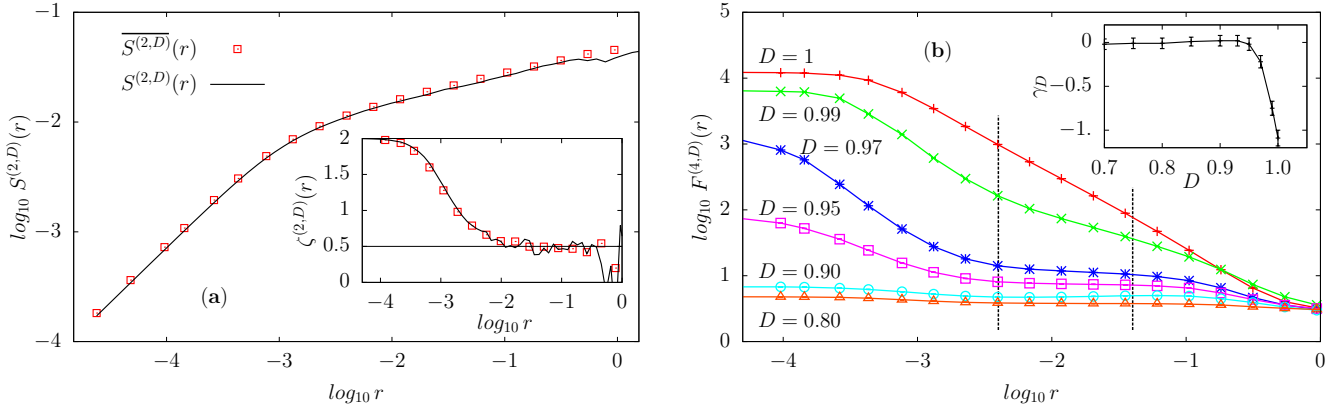 −1
−2
−3
−4
−4
−3
−2
−1
0
log₁₀ S⁽²,ᴰ⁾(r)
log₁₀ r
S̅⁽²,ᴰ⁾(r)
S⁽²,ᴰ⁾(r)
(a)
2
1.5
1
0.5
0
−4
−3
−2
−1
0
ζ⁽²,ᴰ⁾(r)
log₁₀ r
5
4
3
2
1
0
−4
−3
−2
−1
0
log₁₀ F⁽⁴,ᴰ⁾(r)
log₁₀ r
(b)
D = 1
D = 0.99
D = 0.97
D = 0.95
D = 0.90
D = 0.80
0
−0.5
−1.
0.7
0.8
0.9
1.0
γ_D
D